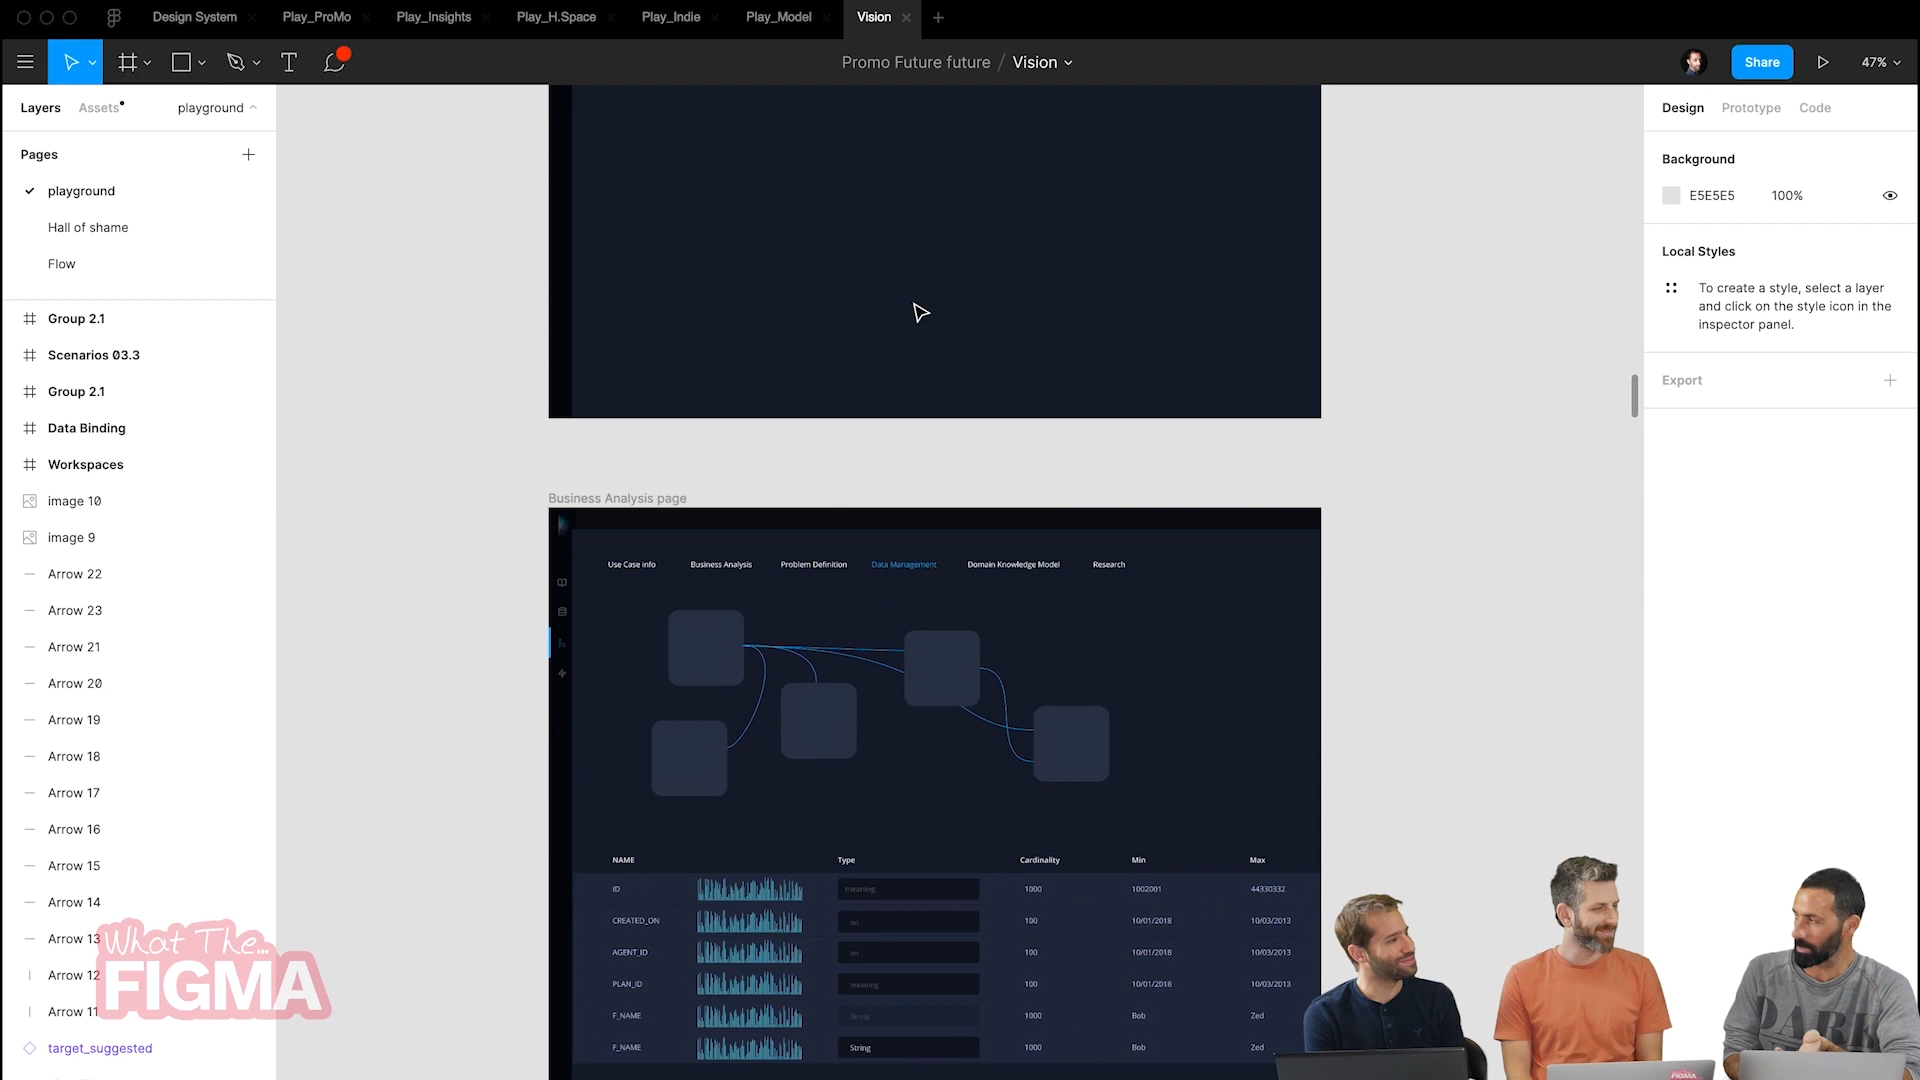 Design System
Play_ProMo
Play_Insights
Play_H.Space
Play_Indie
Play_Model
Vision
Promo Future future / Vision
Share
47%
Layers
Assets
playground
Pages
playground
Hall of shame
Flow
Group 2.1
Scenarios 03.3
Group 2.1
Data Binding
Workspaces
image 10
image 9
Arrow 22
Arrow 23
Arrow 21
Arrow 20
Arrow 19
Arrow 18
Arrow 17
Arrow 16
Arrow 15
Arrow 14
Arrow 13
Arrow 12
Arrow 11
target_suggested
What The...
FIGMA
Business Analysis page
Use Case info
Business Analysis
Problem Definition
Data Management
Domain Knowledge Model
Research
NAME Type Cardinality Min Max
ID meaning 1000 1002001 44330332
CREATED_ON int 100 10/01/2018 10/03/2013
AGENT_ID int 100 10/01/2018 10/03/2013
PLAN_ID meaning 100 10/01/2018 10/03/2013
F_NAME String 1000 Bob Zed
F_NAME String 1000 Bob Zed
Design
Prototype
Code
Background
E5E5E5 100%
Local Styles
To create a style, select a layer
and click on the style icon in the
inspector panel.
Export
DARK
FIGMA